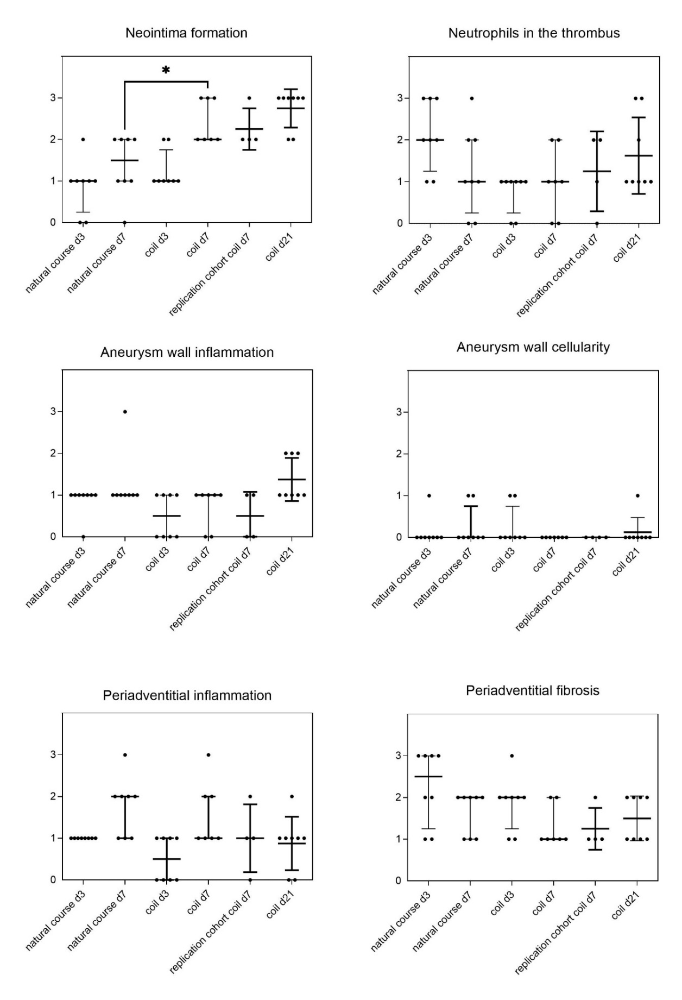 Neointima formation
*
3
2
1
0
natural course d3
natural course d7
coil d3
coil d7
replication cohort coil d7
coil d21
Neutrophils in the thrombus
3
2
1
0
natural course d3
natural course d7
coil d3
coil d7
replication cohort coil d7
coil d21
Aneurysm wall inflammation
3
2
1
0
natural course d3
natural course d7
coil d3
coil d7
replication cohort coil d7
coil d21
Aneurysm wall cellularity
3
2
1
0
natural course d3
natural course d7
coil d3
coil d7
replication cohort coil d7
coil d21
Periadventitial inflammation
3
2
1
0
natural course d3
natural course d7
coil d3
coil d7
replication cohort coil d7
coil d21
Periadventitial fibrosis
3
2
1
0
natural course d3
natural course d7
coil d3
coil d7
replication cohort coil d7
coil d21